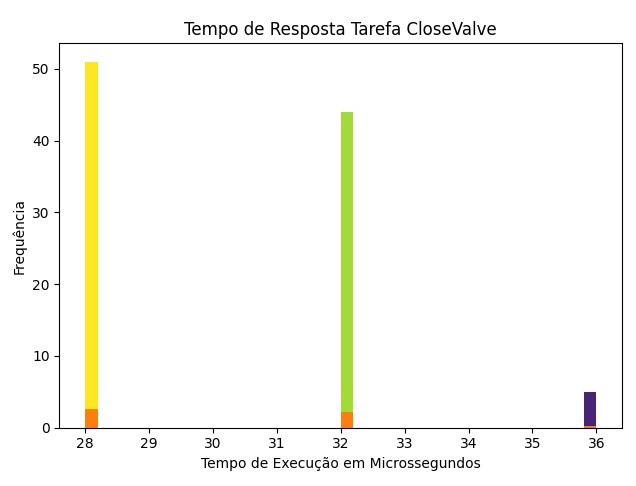 Tempo de Resposta Tarefa CloseValve
50
40
30
20
10
0
Frequência
28 29 30 31 32 33 34 35 36
Tempo de Execução em Microssegundos